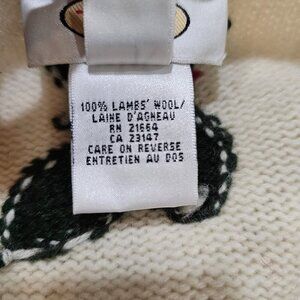 100% LAMBS' WOOL/
LAINE D'AGNEAU
RN 21664
CA 23147
CARE ON REVERSE
ENTRETIEN AU DOS